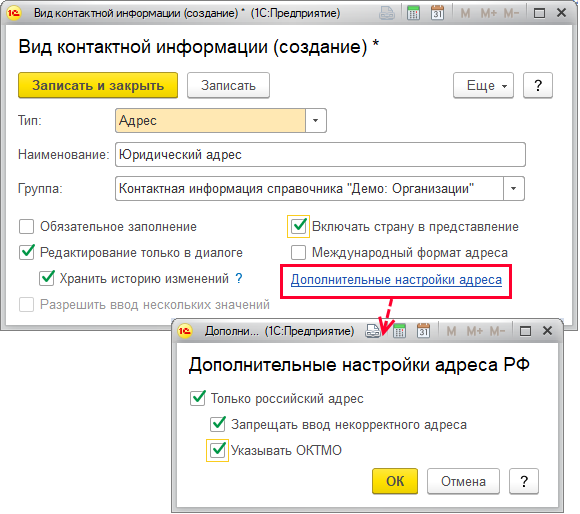 Вид контактной информации (создание) * (1С:Предприятие) 31 M M+ M-
Вид контактной информации (создание) *
Записать и закрыть Записать Еще ?
Тип: Адрес
Наименование: Юридический адрес
Группа: Контактная информация справочника "Демо: Организации"
Обязательное заполнение Включать страну в представление
Редактирование только в диалоге Международный формат адреса
Хранить историю изменений ? Дополнительные настройки адреса
Разрешить ввод нескольких значений
Дополни... (1С:Предприятие) 31 M M+ M-
Дополнительные настройки адреса РФ
Только российский адрес
Запрещать ввод некорректного адреса
Указывать ОКТМО
ОК Отмена ?